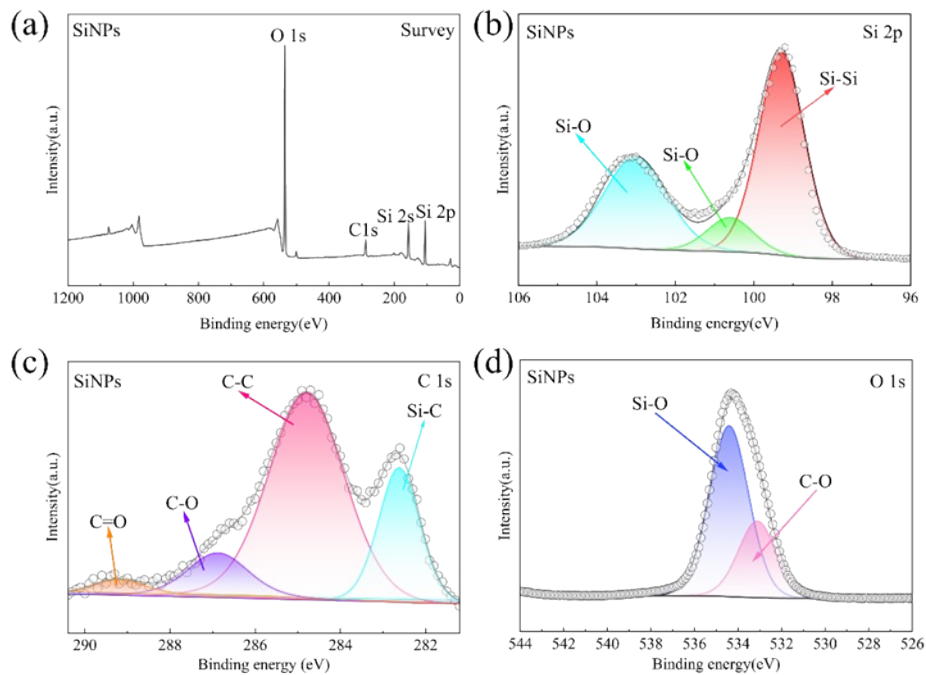 (a)
SiNPs
Survey
O 1s
C1s
Si 2s
Si 2p
Intensity(a.u.)
1200 1000 800 600 400 200 0
Binding energy(eV)
(b)
SiNPs
Si 2p
Si-Si
Si-O
Si-O
Intensity(a.u.)
106 104 102 100 98 96
Binding energy(eV)
(c)
SiNPs
C 1s
C-C
Si-C
C-O
C=O
Intensity(a.u.)
290 288 286 284 282
Binding energy (eV)
(d)
SiNPs
O 1s
Si-O
C-O
Intensity(a.u.)
544 542 540 538 536 534 532 530 528 526
Binding energy(eV)